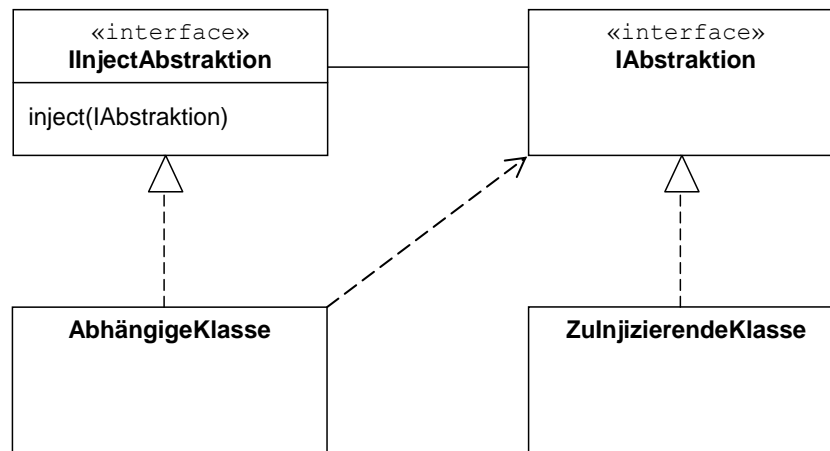 «interface»
IInjectAbstraktion
inject(IAbstraktion)
«interface»
IAbstraktion
AbhängigeKlasse
ZuInjizierendeKlasse